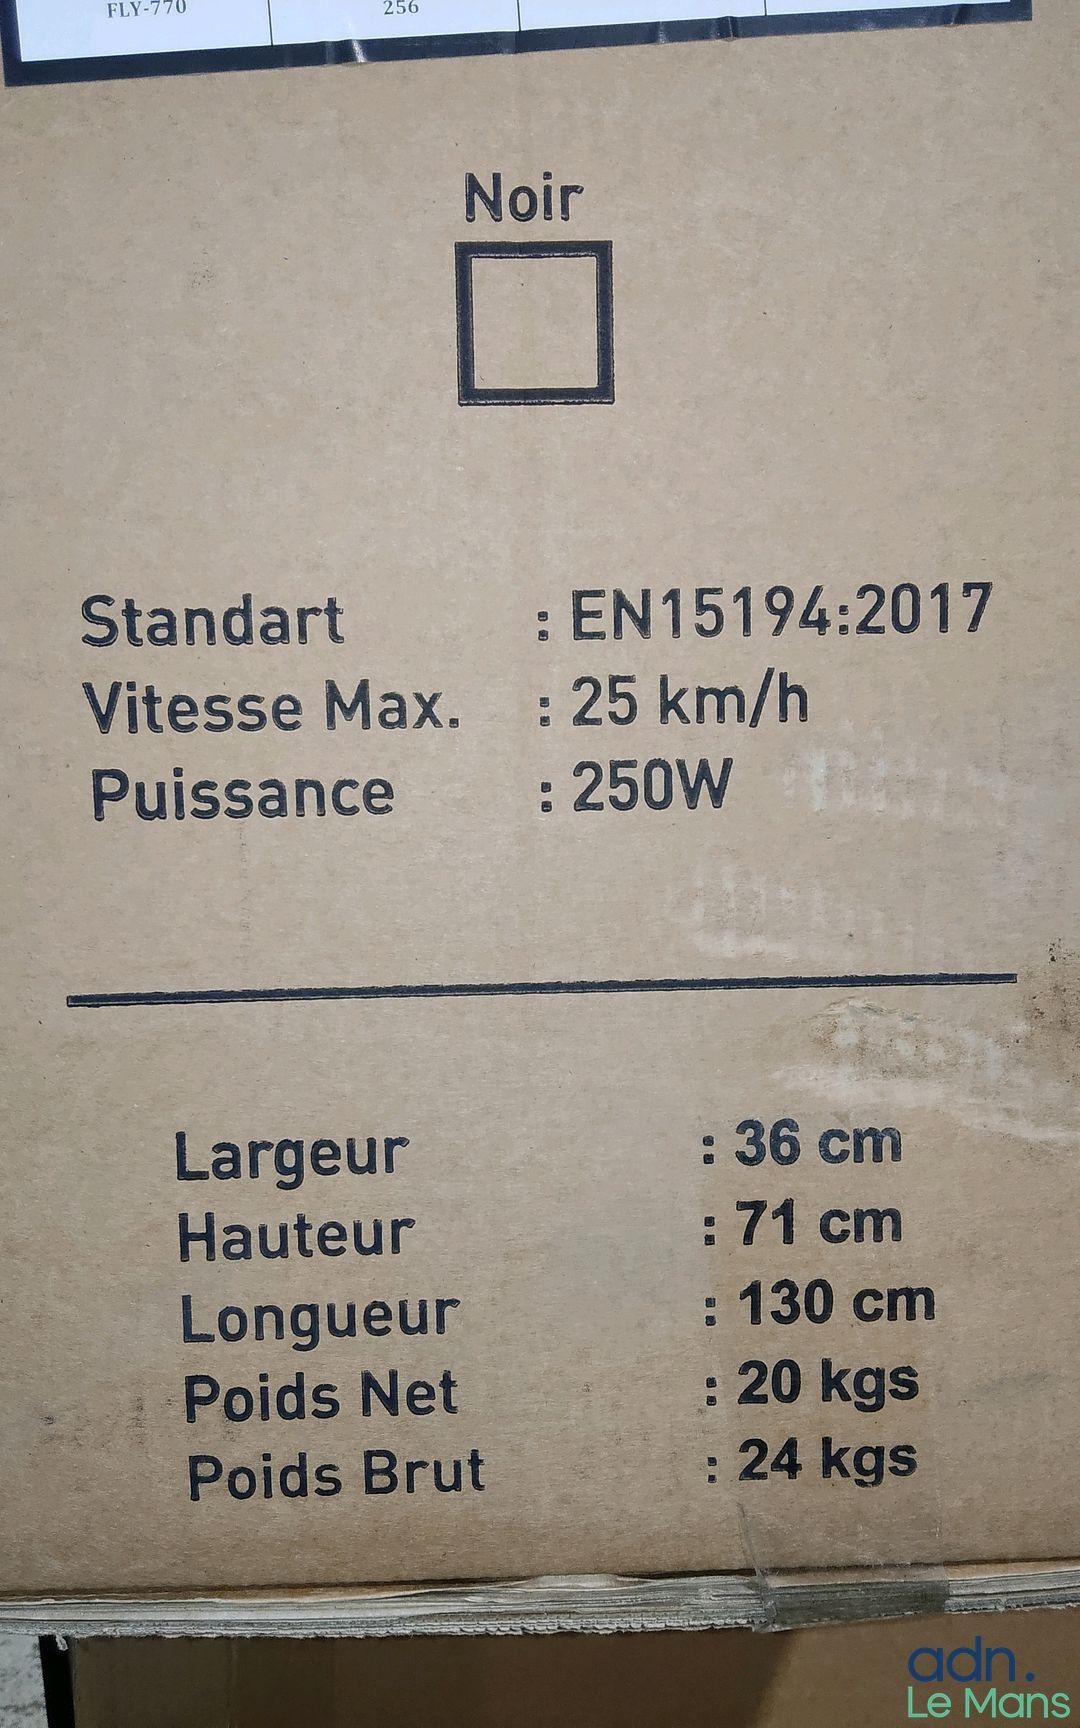 FLY-770 256
Noir
Standart : EN15194:2017
Vitesse Max. : 25 km/h
Puissance : 250W
Largeur : 36 cm
Hauteur : 71 cm
Longueur : 130 cm
Poids Net : 20 kgs
Poids Brut : 24 kgs
adn.
Le Mans